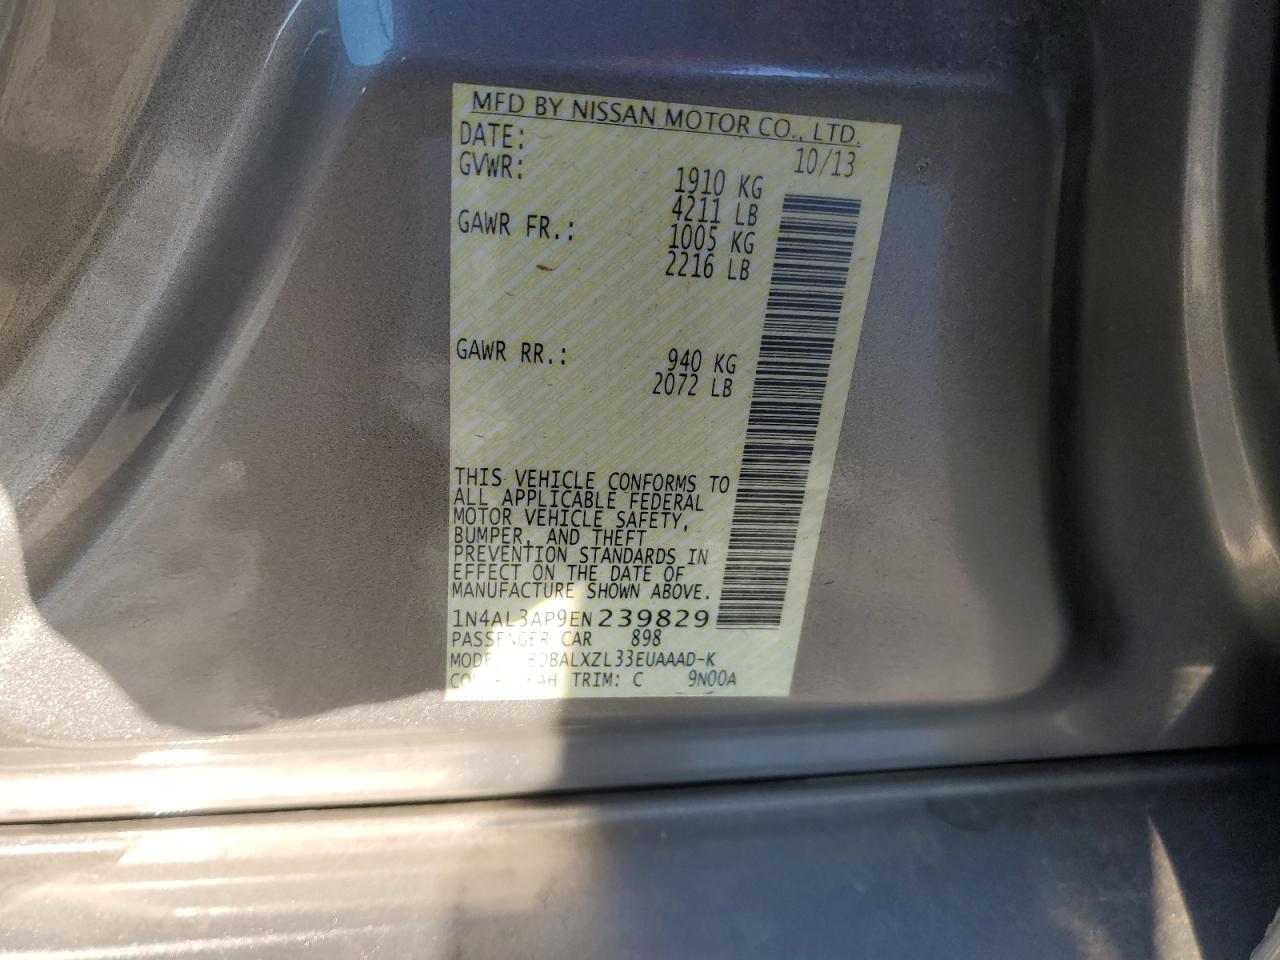 MFD BY NISSAN MOTOR CO., LTD.
DATE: 10/13
GVWR: 1910 KG
4211 LB
GAWR FR.: 1005 KG
2216 LB
GAWR RR.: 940 KG
2072 LB
THIS VEHICLE CONFORMS TO
ALL APPLICABLE FEDERAL
MOTOR VEHICLE SAFETY,
BUMPER, AND THEFT
PREVENTION STANDARDS IN
EFFECT ON THE DATE OF
MANUFACTURE SHOWN ABOVE.
1N4AL3AP9EN239829
PASSENGER CAR 898
TRIM: C 9N00A